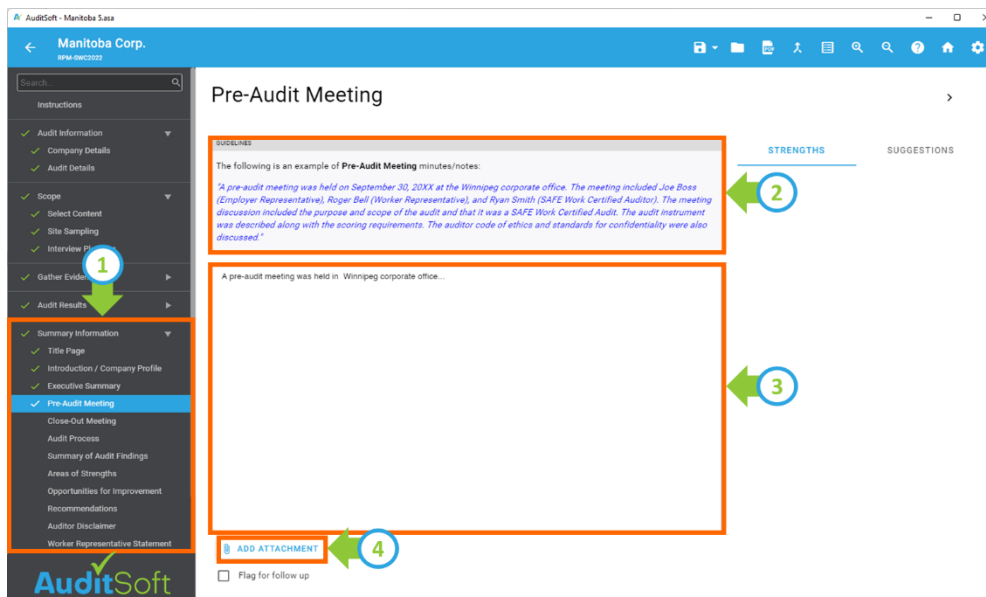 AuditSoft - Manitoba 5.asa
Manitoba Corp.
RPM-SWC2022
Search...
Instructions
Audit Information
Company Details
Audit Details
Scope
Select Content
Site Sampling
Interview
1
Gather
Audit Results
Summary Information
Title Page
Introduction / Company Profile
Executive Summary
Pre-Audit Meeting
Close-Out Meeting
Audit Process
Summary of Audit Findings
Areas of Strengths
Opportunities for Improvement
Recommendations
Auditor Disclaimer
Worker Representative Statement
AuditSoft
Pre-Audit Meeting
GUIDELINES
The following is an example of Pre-Audit Meeting minutes/notes:
"A pre-audit meeting was held on September 30, 20XX at the Winnipeg corporate office. The meeting included Joe Boss
(Employer Representative), Roger Bell (Worker Representative), and Ryan Smith (SAFE Work Certified Auditor). The meeting
discussion included the purpose and scope of the audit and that it was a SAFE Work Certified Audit. The audit instrument
was described along with the scoring requirements. The auditor code of ethics and standards for confidentiality were also
discussed."
2
STRENGTHS
SUGGESTIONS
A pre-audit meeting was held in Winnipeg corporate office...
3
ADD ATTACHMENT
4
Flag for follow up